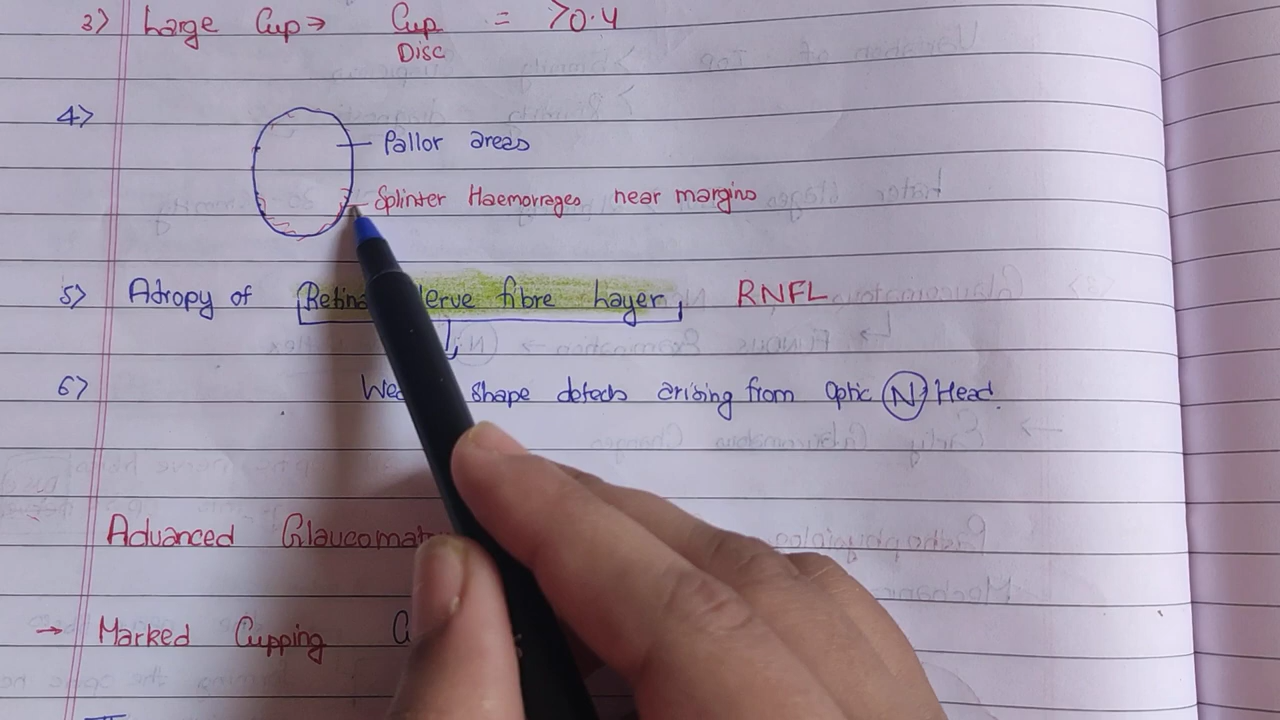 3) Large Cup → Cup = >0.4
Disc
4)
Pallor areas
Splinter Haemorrages near margins
5) Atropy of Retina Nerve fibre Layer RNFL
6) shape defects arising from Optic N Head.
Advanced
→ Marked Cupping